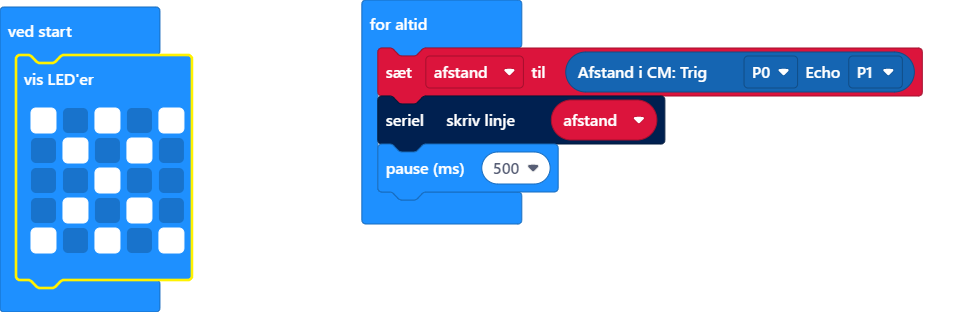 ved start
vis LED'er
for altid
sæt afstand til Afstand i CM: Trig P0 Echo P1
seriel skriv linje afstand
pause (ms) 500